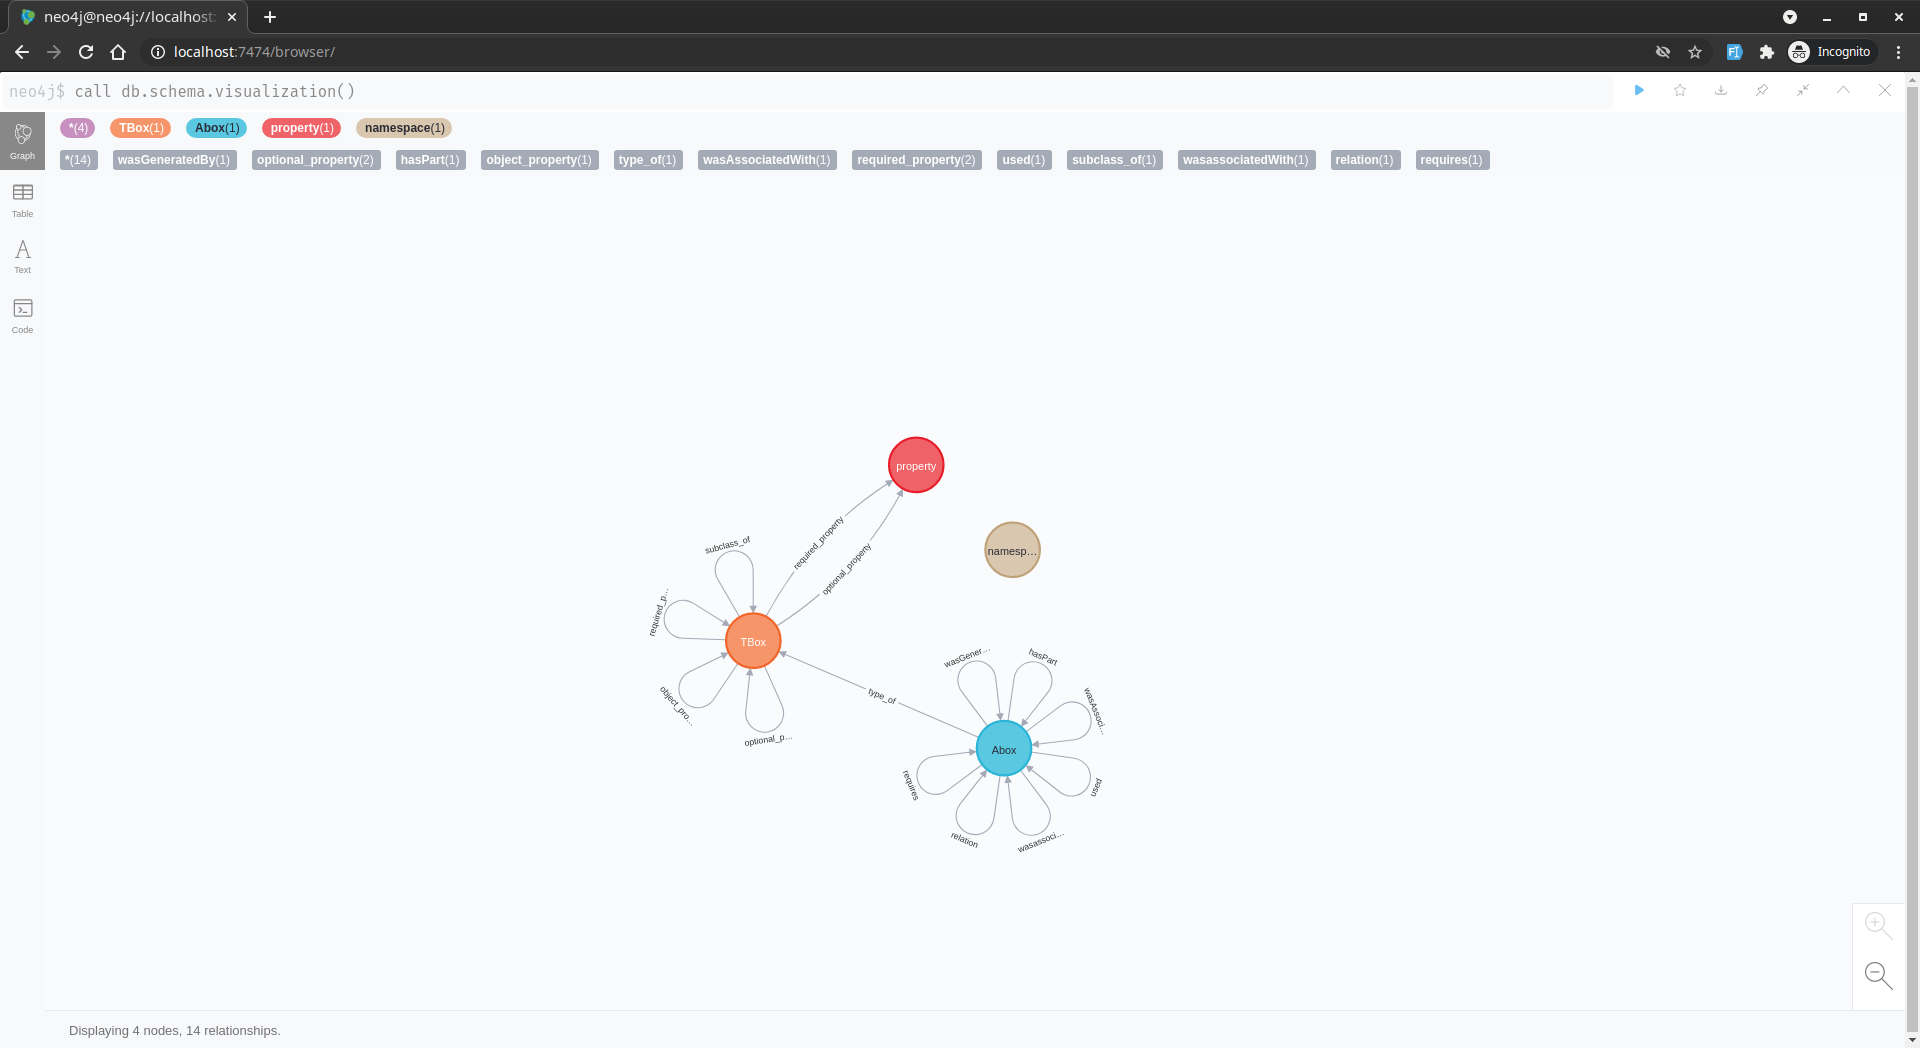 neo4j@neo4j://localhost:
localhost:7474/browser/
Incognito
neo4j$ call db.schema.visualization()
*(4) TBox(1) Abox(1) property(1) namespace(1)
*(14) wasGeneratedBy(1) optional_property(2) hasPart(1) object_property(1) type_of(1) wasAssociatedWith(1) required_property(2) used(1) subclass_of(1) wasassociatedWith(1) relation(1) requires(1)
Graph
Table
Text
Code
property
namesp…
required_property
optional_property
subclass_of
required_p…
TBox
object_pro…
optional_p…
type_of
wasGener…
hasPart
wasAssoci…
Abox
requires
used
relation
wasassoci…
Displaying 4 nodes, 14 relationships.